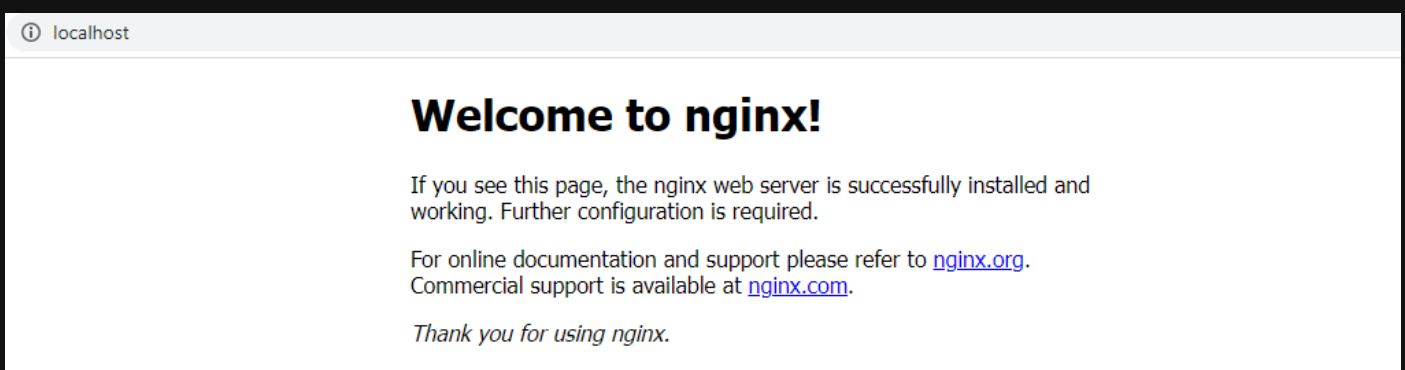 localhost
Welcome to nginx!
If you see this page, the nginx web server is successfully installed and
working. Further configuration is required.
For online documentation and support please refer to nginx.org.
Commercial support is available at nginx.com.
Thank you for using nginx.